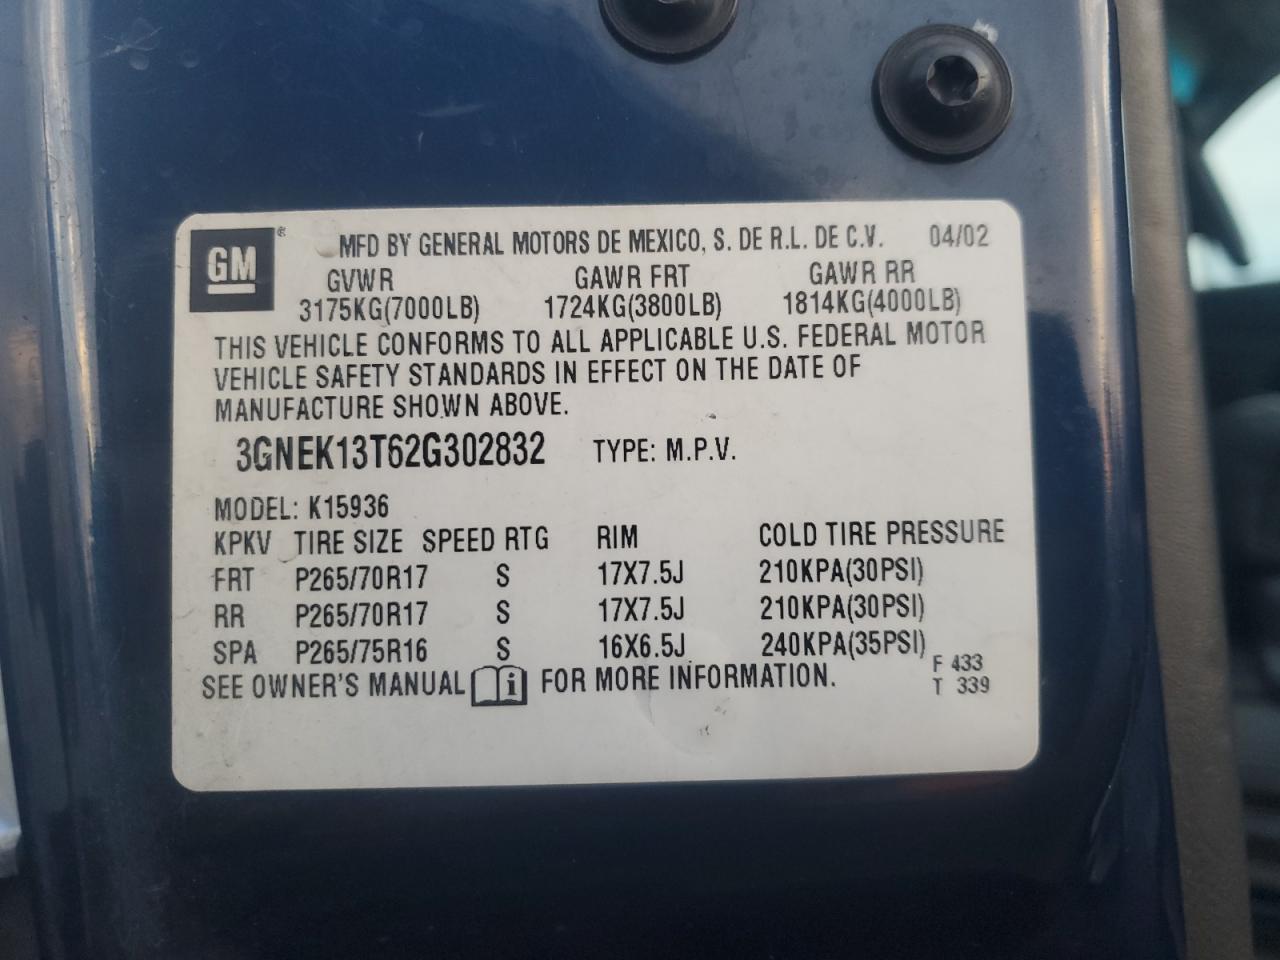 GM ® MFD BY GENERAL MOTORS DE MEXICO, S. DE R.L. DE C.V. 04/02
GVWR GAWR FRT GAWR RR
3175KG(7000LB) 1724KG(3800LB) 1814KG(4000LB)
THIS VEHICLE CONFORMS TO ALL APPLICABLE U.S. FEDERAL MOTOR
VEHICLE SAFETY STANDARDS IN EFFECT ON THE DATE OF
MANUFACTURE SHOWN ABOVE.
3GNEK13T62G302832 TYPE: M.P.V.
MODEL: K15936
KPKV TIRE SIZE SPEED RTG RIM COLD TIRE PRESSURE
FRT P265/70R17 S 17X7.5J 210KPA(30PSI)
RR P265/70R17 S 17X7.5J 210KPA(30PSI)
SPA P265/75R16 S 16X6.5J 240KPA(35PSI)
SEE OWNER'S MANUAL i FOR MORE INFORMATION.
F 433
T 339